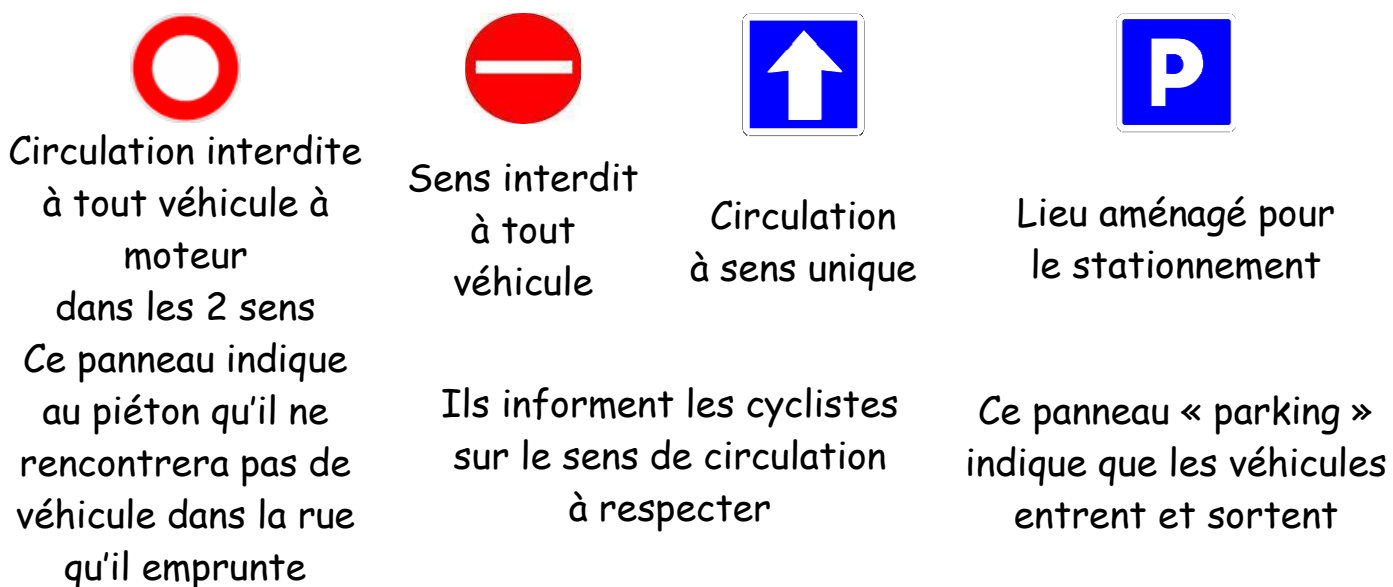 P
Circulation interdite
à tout véhicule à
moteur
dans les 2 sens
Ce panneau indique
au piéton qu'il ne
rencontrera pas de
véhicule dans la rue
qu'il emprunte
Sens interdit
à tout
véhicule
Circulation
à sens unique
Ils informent les cyclistes
sur le sens de circulation
à respecter
Lieu aménagé pour
le stationnement
Ce panneau « parking »
indique que les véhicules
entrent et sortent